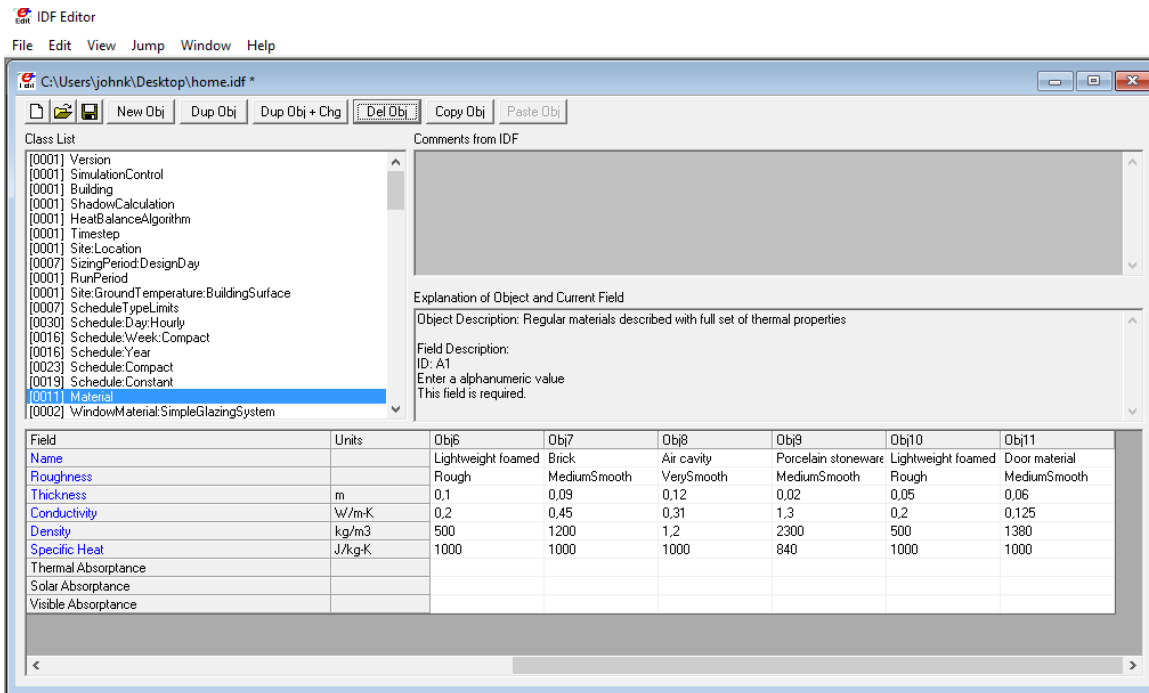 IDF Editor
File Edit View Jump Window Help
C:\Users\johnk\Desktop\home.idf *
New Obj Dup Obj Dup Obj + Chg Del Obj Copy Obj Paste Obj
Class List
[0001] Version
[0001] SimulationControl
[0001] Building
[0001] ShadowCalculation
[0001] HeatBalanceAlgorithm
[0001] Timestep
[0001] Site:Location
[0007] SizingPeriod:DesignDay
[0001] RunPeriod
[0001] Site:GroundTemperature:BuildingSurface
[0007] ScheduleTypeLimits
[0030] Schedule:Day:Hourly
[0016] Schedule:Week:Compact
[0016] Schedule:Year
[0023] Schedule:Compact
[0019] Schedule:Constant
[0011] Material
[0002] WindowMaterial:SimpleGlazingSystem
Comments from IDF
Explanation of Object and Current Field
Object Description: Regular materials described with full set of thermal properties
Field Description:
ID: A1
Enter a alphanumeric value
This field is required.
Field Units Obj6 Obj7 Obj8 Obj9 Obj10 Obj11
Name Lightweight foamed Brick Air cavity Porcelain stoneware Lightweight foamed Door material
Roughness Rough MediumSmooth VerySmooth MediumSmooth Rough MediumSmooth
Thickness m 0,1 0,09 0,12 0,02 0,05 0,06
Conductivity W/m-K 0,2 0,45 0,31 1,3 0,2 0,125
Density kg/m3 500 1200 1,2 2300 500 1380
Specific Heat J/kg-K 1000 1000 1000 840 1000 1000
Thermal Absorptance
Solar Absorptance
Visible Absorptance